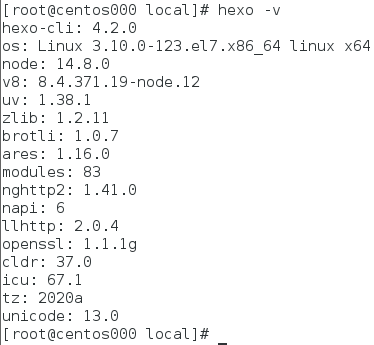 [root@centos000 local]# hexo -v
hexo-cli: 4.2.0
os: Linux 3.10.0-123.el7.x86_64 linux x64
node: 14.8.0
v8: 8.4.371.19-node.12
uv: 1.38.1
zlib: 1.2.11
brotli: 1.0.7
ares: 1.16.0
modules: 83
nghttp2: 1.41.0
napi: 6
llhttp: 2.0.4
openssl: 1.1.1g
cldr: 37.0
icu: 67.1
tz: 2020a
unicode: 13.0
[root@centos000 local]# _